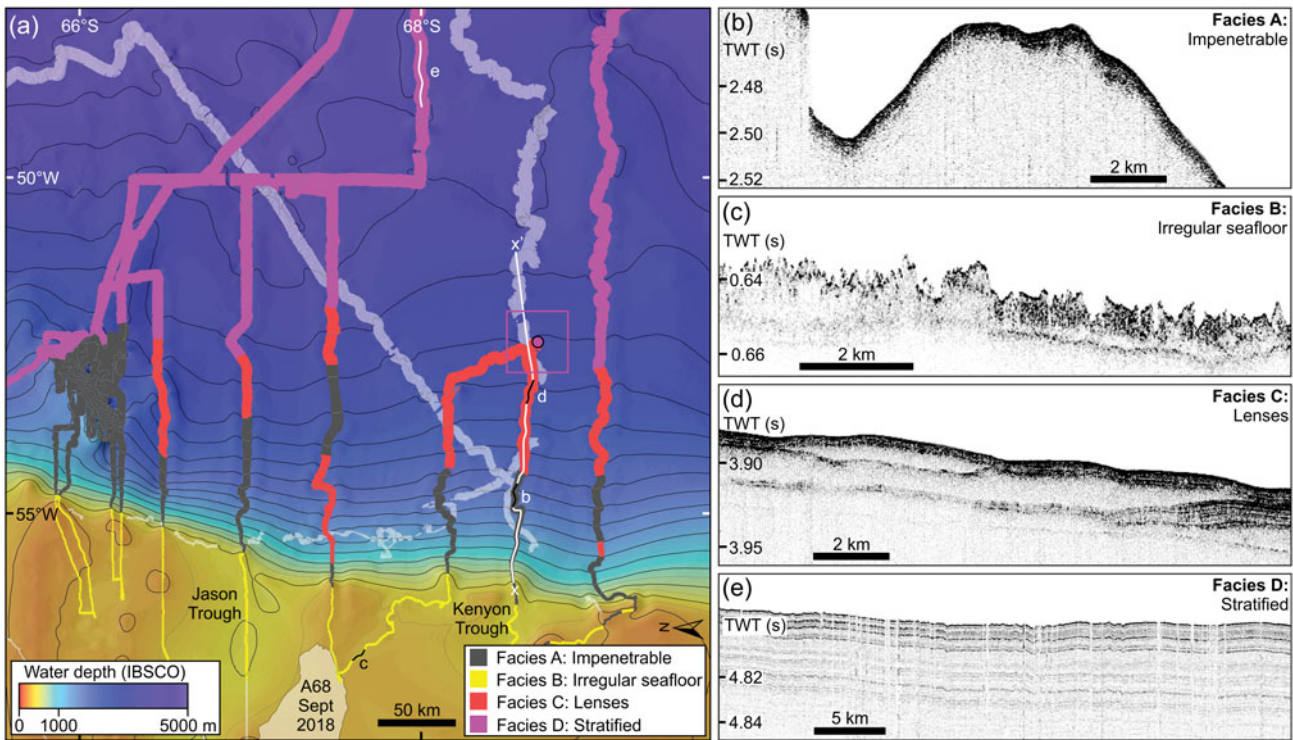 (a)
66°S
68°S
e
50°W
x'
d
b
55°W
x
Jason
Trough
Kenyon
Trough
N
c
A68
Sept
2018
50 km
Water depth (IBSCO)
0 1000 5000 m
Facies A: Impenetrable
Facies B: Irregular seafloor
Facies C: Lenses
Facies D: Stratified
(b)
Facies A:
Impenetrable
TWT (s)
2.48
2.50
2.52
2 km
(c)
Facies B:
Irregular seafloor
TWT (s)
0.64
0.66
2 km
(d)
Facies C:
Lenses
TWT (s)
3.90
3.95
2 km
(e)
Facies D:
Stratified
TWT (s)
4.82
4.84
5 km